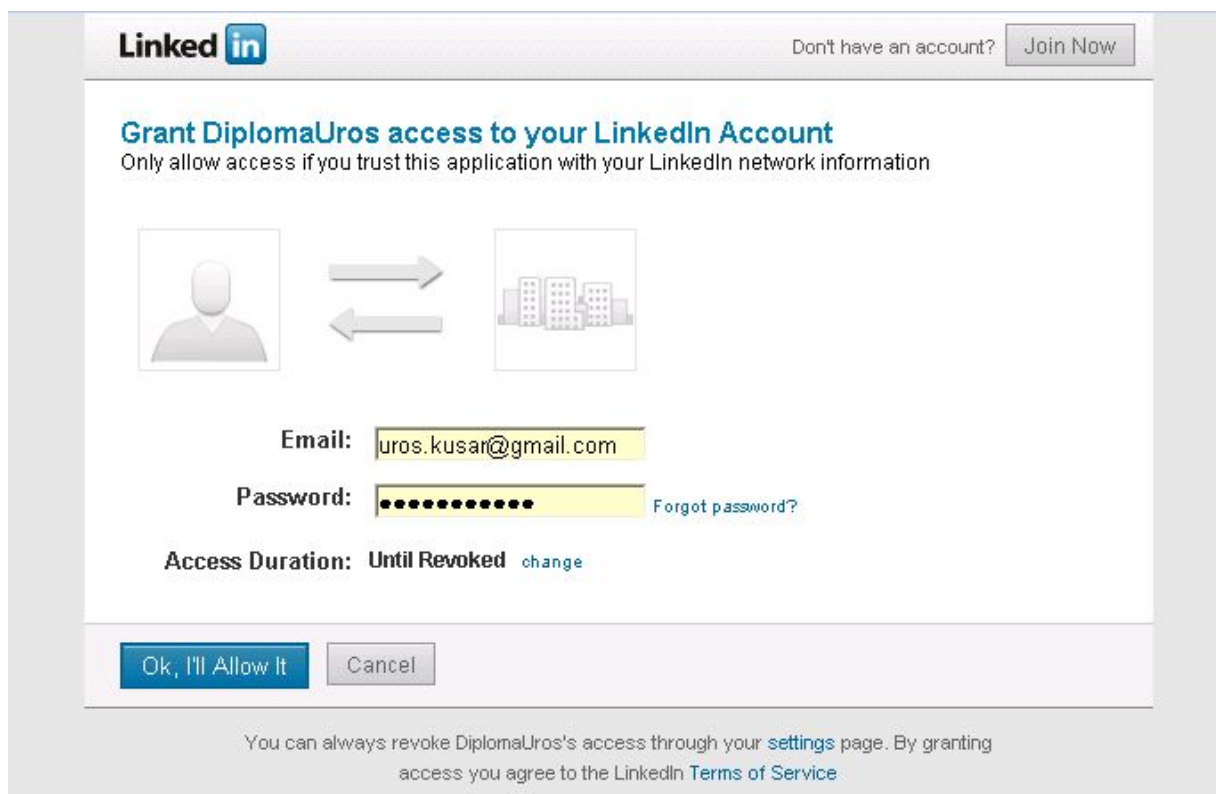 Linked in
Don't have an account? Join Now
Grant DiplomaUros access to your LinkedIn Account
Only allow access if you trust this application with your LinkedIn network information
Email: uros.kusar@gmail.com
Password: ••••••••••• Forgot password?
Access Duration: Until Revoked change
Ok, I'll Allow It Cancel
You can always revoke DiplomaUros's access through your settings page. By granting
access you agree to the LinkedIn Terms of Service